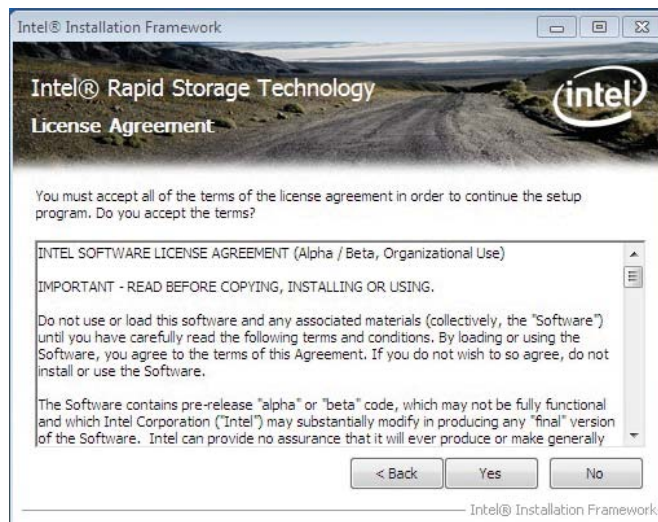 Intel® Installation Framework
Intel® Rapid Storage Technology
intel
License Agreement
You must accept all of the terms of the license agreement in order to continue the setup
program. Do you accept the terms?
INTEL SOFTWARE LICENSE AGREEMENT (Alpha / Beta, Organizational Use)
IMPORTANT - READ BEFORE COPYING, INSTALLING OR USING.
Do not use or load this software and any associated materials (collectively, the "Software")
until you have carefully read the following terms and conditions. By loading or using the
Software, you agree to the terms of this Agreement. If you do not wish to so agree, do not
install or use the Software.
The Software contains pre-release "alpha" or "beta" code, which may not be fully functional
and which Intel Corporation ("Intel") may substantially modify in producing any "final" version
of the Software.  Intel can provide no assurance that it will ever produce or make generally
< Back Yes No
Intel® Installation Framework